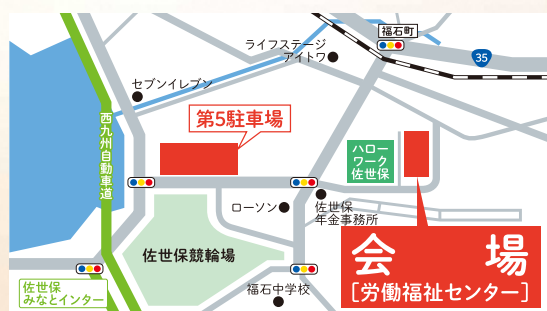 福石町
35
ライフステージ
アイトワ
セブンイレブン
第5駐車場
西九州自動車道
ハロー
ワーク
佐世保
ローソン
佐世保
年金事務所
佐世保競輪場
会場
[労働福祉センター]
佐世保
みなとインター
福石中学校